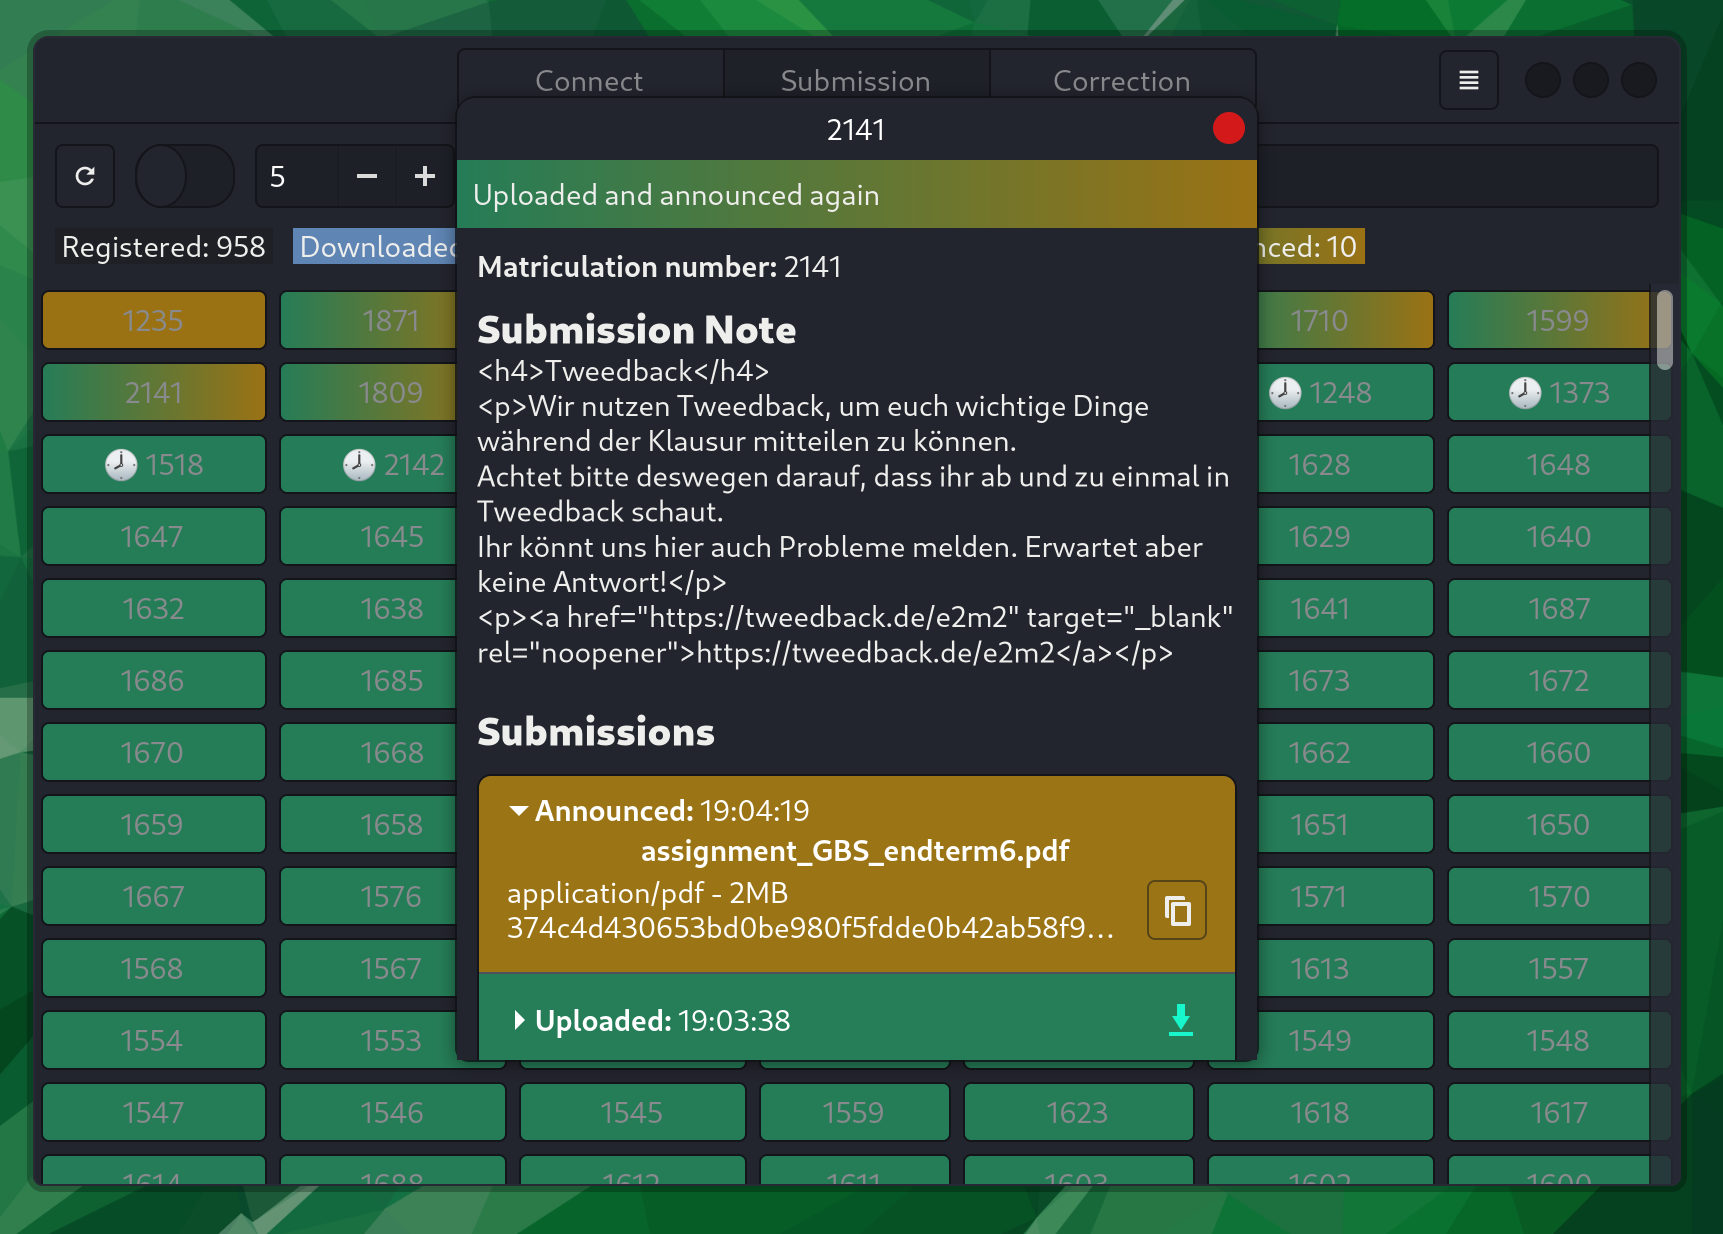 Connect Submission Correction
2141
5
Uploaded and announced again
Registered: 958 Downloaded
nced: 10
Matriculation number: 2141
Submission Note
<h4>Tweedback</h4>
<p>Wir nutzen Tweedback, um euch wichtige Dinge
während der Klausur mitteilen zu können.
Achtet bitte deswegen darauf, dass ihr ab und zu einmal in
Tweedback schaut.
Ihr könnt uns hier auch Probleme melden. Erwartet aber
keine Antwort!</p>
<p><a href="https://tweedback.de/e2m2" target="_blank"
rel="noopener">https://tweedback.de/e2m2</a></p>
Submissions
Announced: 19:04:19
assignment_GBS_endterm6.pdf
application/pdf - 2MB
374c4d430653bd0be980f5fdde0b42ab58f9...
Uploaded: 19:03:38
1235 1871 1710 1599
2141 1809 1248 1373
1518 2142 1628 1648
1647 1645 1629 1640
1632 1638 1641 1687
1686 1685 1673 1672
1670 1668 1662 1660
1659 1658 1651 1650
1667 1576 1571 1570
1568 1567 1613 1557
1554 1553 1549 1548
1547 1546 1545 1559 1623 1618 1617
1614 1688 1612 1611 1603 1602 1600